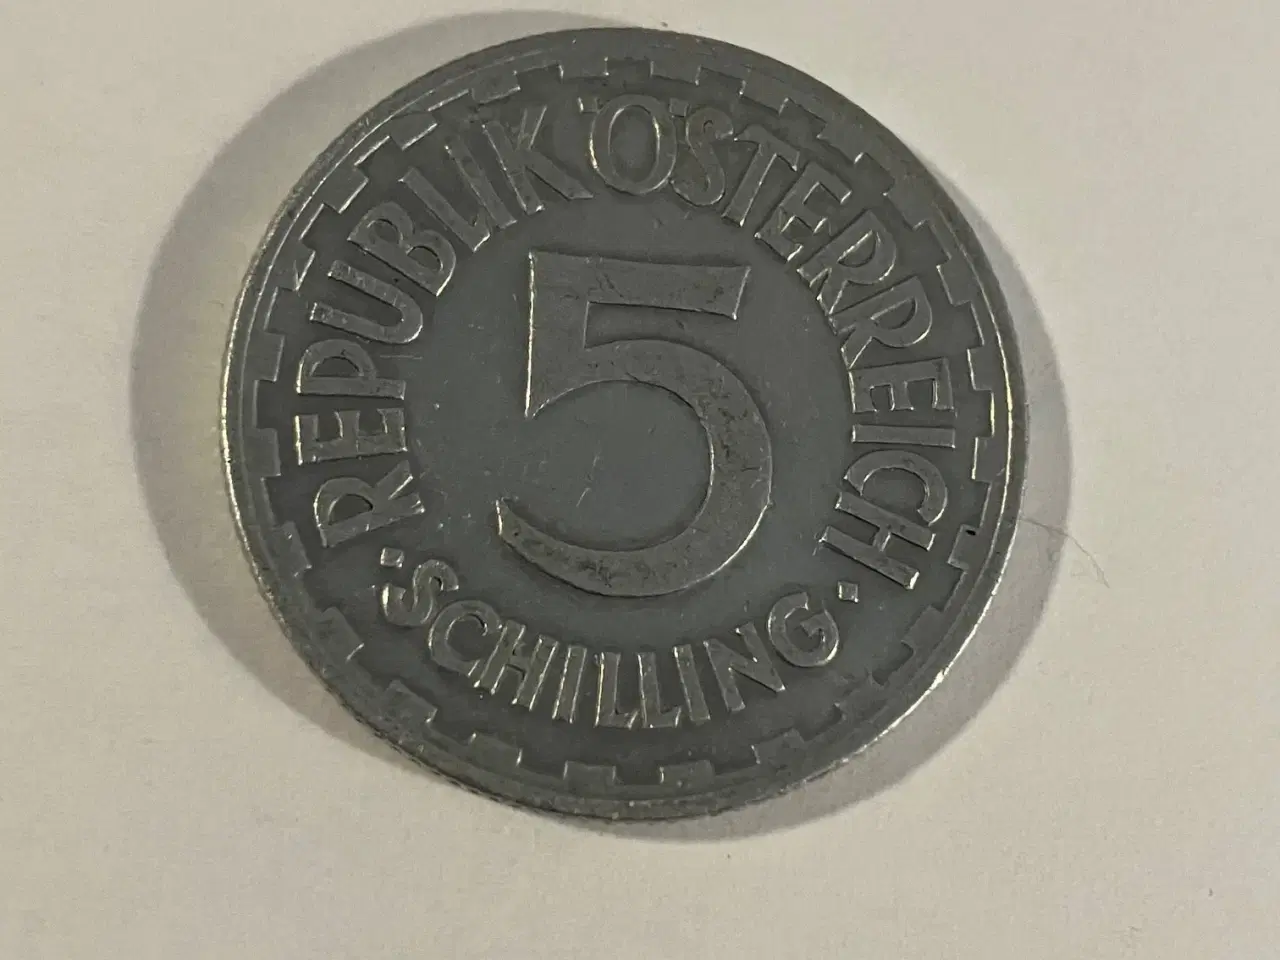 REPUBLIK ÖSTERREICH
5
·SCHILLING·